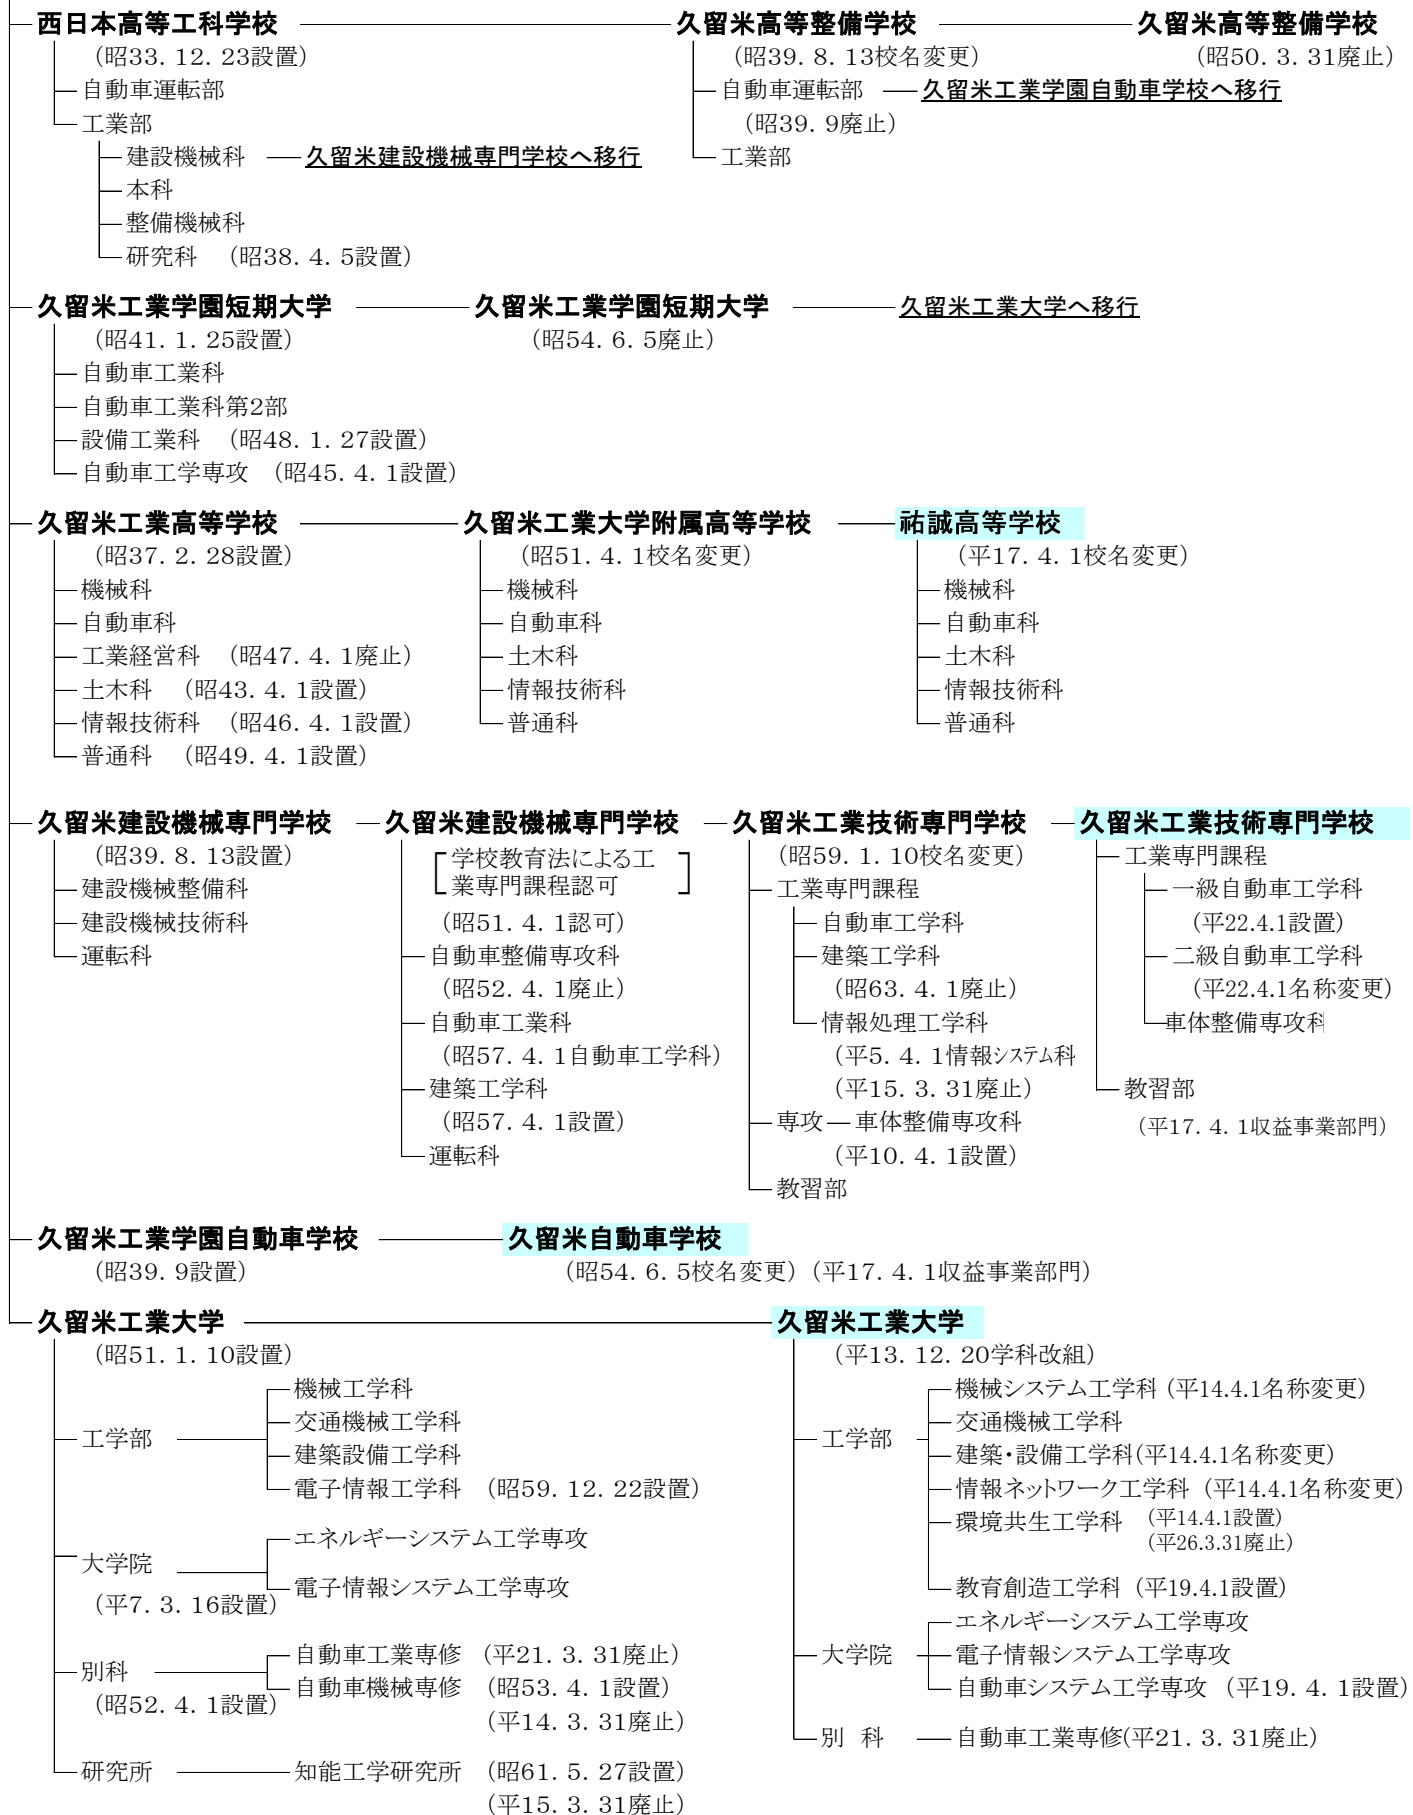 西日本高等工科学校 久留米高等整備学校 久留米高等整備学校
（昭33．12．23設置） （昭39．8．13校名変更） （昭50．3．31廃止）
自動車運転部 自動車運転部 久留米工業学園自動車学校へ移行
工業部 （昭39．9廃止）
建設機械科 久留米建設機械専門学校へ移行 工業部
本科
整備機械科
研究科 （昭38．4．5設置）
久留米工業学園短期大学 久留米工業学園短期大学 久留米工業大学へ移行
（昭41．1．25設置） （昭54．6．5廃止）
自動車工業科
自動車工業科第2部
設備工業科 （昭48．1．27設置）
自動車工学専攻 （昭45．4．1設置）
久留米工業高等学校 久留米工業大学附属高等学校 祐誠高等学校
（昭37．2．28設置） （昭51．4．1校名変更） （平17．4．1校名変更）
機械科 機械科 機械科
自動車科 自動車科 自動車科
工業経営科 （昭47．4．1廃止） 土木科 土木科
土木科 （昭43．4．1設置） 情報技術科 情報技術科
情報技術科 （昭46．4．1設置） 普通科 普通科
普通科 （昭49．4．1設置）
久留米建設機械専門学校 久留米建設機械専門学校 久留米工業技術専門学校 久留米工業技術専門学校
（昭39．8．13設置） 学校教育法による工 （昭59．1．10校名変更） 工業専門課程
建設機械整備科 業専門課程認可 工業専門課程 一級自動車工学科
建設機械技術科 （昭51．4．1認可） 自動車工学科 （平22.4.1設置）
運転科 自動車整備専攻科 建築工学科 二級自動車工学科
（昭52．4．1廃止） （昭63．4．1廃止） （平22.4.1名称変更）
自動車工業科 情報処理工学科 車体整備専攻科
（昭57．4．1自動車工学科） （平5．4．1情報システム科
建築工学科 （平15．3．31廃止） 教習部
（昭57．4．1設置） 専攻 車体整備専攻科 （平17．4．1収益事業部門）
運転科 （平10．4．1設置）
教習部
久留米工業学園自動車学校 久留米自動車学校
（昭39．9設置） （昭54．6．5校名変更）（平17．4．1収益事業部門）
久留米工業大学 久留米工業大学
（昭51．1．10設置） （平13．12．20学科改組）
機械工学科 機械システム工学科 （平14.4.1名称変更）
交通機械工学科 交通機械工学科
工学部 工学部
建築設備工学科 建築・設備工学科（平14.4.1名称変更）
電子情報工学科 （昭59．12．22設置） 情報ネットワーク工学科 （平14.4.1名称変更）
環境共生工学科 （平14.4.1設置）
エネルギーシステム工学専攻 （平26.3.31廃止）
大学院
電子情報システム工学専攻 教育創造工学科 （平19.4.1設置）
（平7．3．16設置） エネルギーシステム工学専攻
自動車工業専修 （平21．3．31廃止） 大学院 電子情報システム工学専攻
別科
自動車機械専修 （昭53．4．1設置） 自動車システム工学専攻 （平19．4．1設置）
（昭52．4．1設置） （平14．3．31廃止）
別 科 自動車工業専修（平21．3．31廃止）
研究所 知能工学研究所 （昭61．5．27設置）
（平15．3．31廃止）